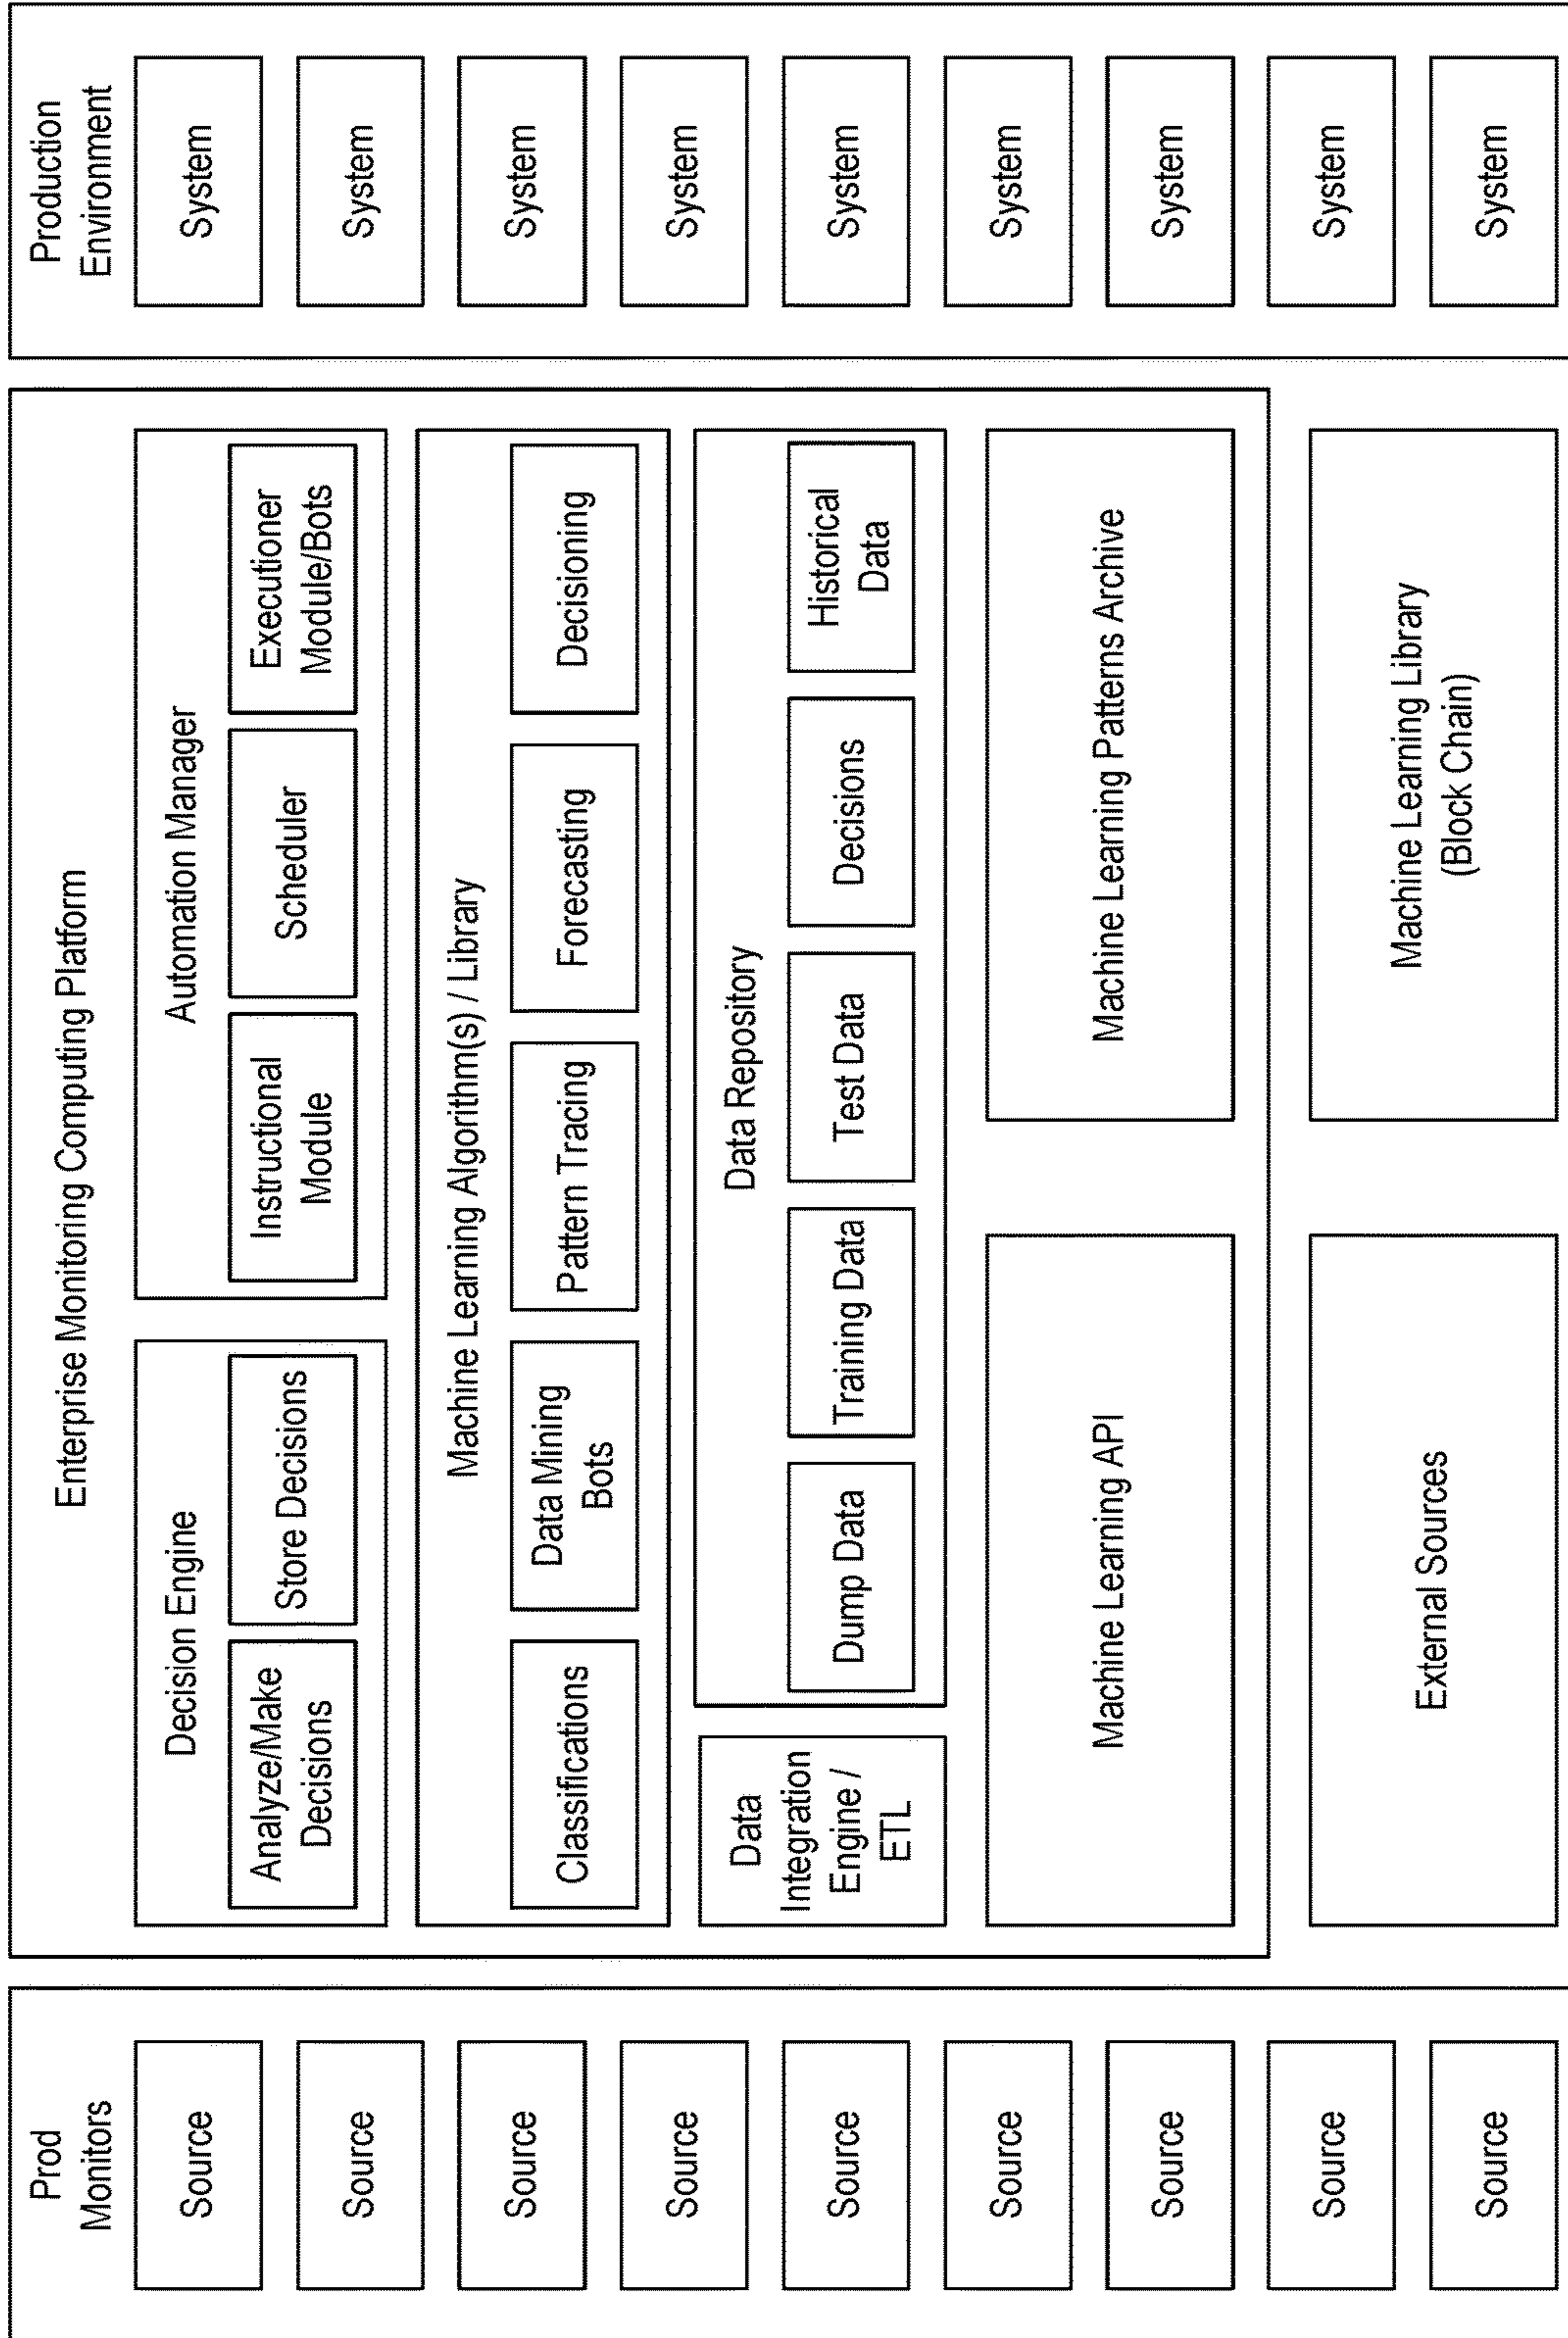 Prod
Monitors
Source
Source
Source
Source
Source
Source
Source
Source
Source
Enterprise Monitoring Computing Platform
Decision Engine
Analyze/Make
Decisions
Store Decisions
Automation Manager
Instructional
Module
Scheduler
Executioner
Module/Bots
Machine Learning Algorithm(s) / Library
Classifications
Data Mining
Bots
Pattern Tracing
Forecasting
Decisioning
Data
Integration
Engine /
ETL
Data Repository
Dump Data
Training Data
Test Data
Decisions
Historical
Data
Machine Learning API
Machine Learning Patterns Archive
External Sources
Machine Learning Library
(Block Chain)
Production
Environment
System
System
System
System
System
System
System
System
System